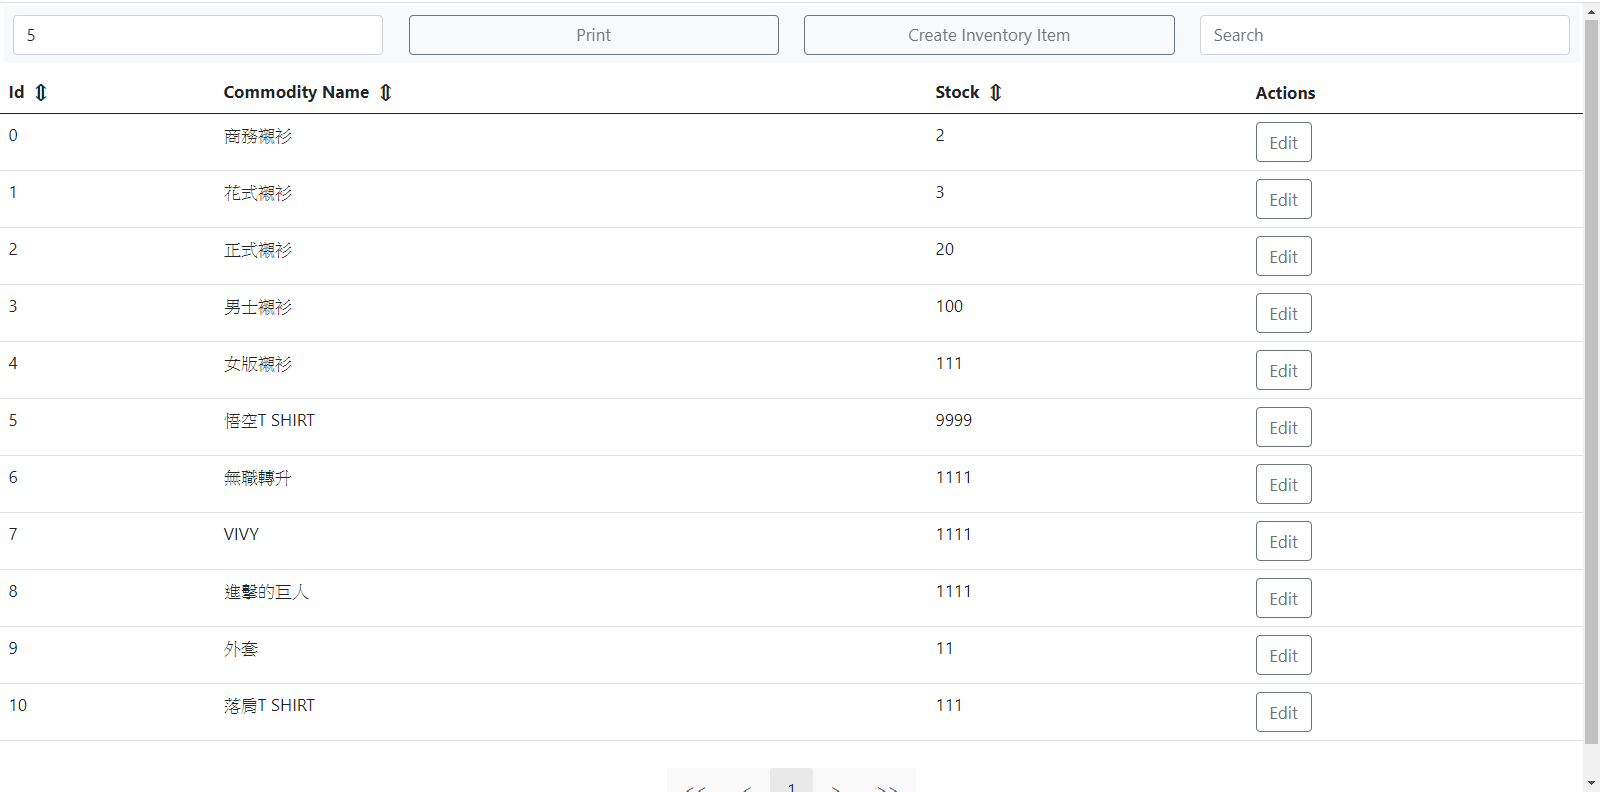 5 Print Create Inventory Item Search
Id ⇕ Commodity Name ⇕ Stock ⇕ Actions
0 商務襯衫 2 Edit
1 花式襯衫 3 Edit
2 正式襯衫 20 Edit
3 男士襯衫 100 Edit
4 女版襯衫 111 Edit
5 悟空T SHIRT 9999 Edit
6 無職轉升 1111 Edit
7 VIVY 1111 Edit
8 進擊的巨人 1111 Edit
9 外套 11 Edit
10 落肩T SHIRT 111 Edit
<< < 1 > >>